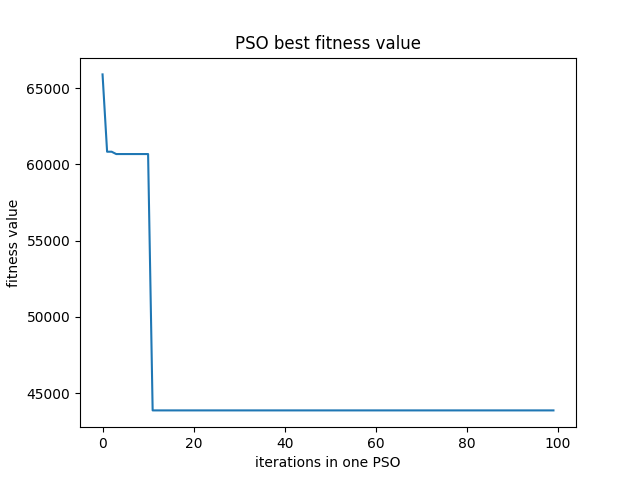 PSO best fitness value
65000
60000
55000
50000
45000
fitness value
0 20 40 60 80 100
iterations in one PSO